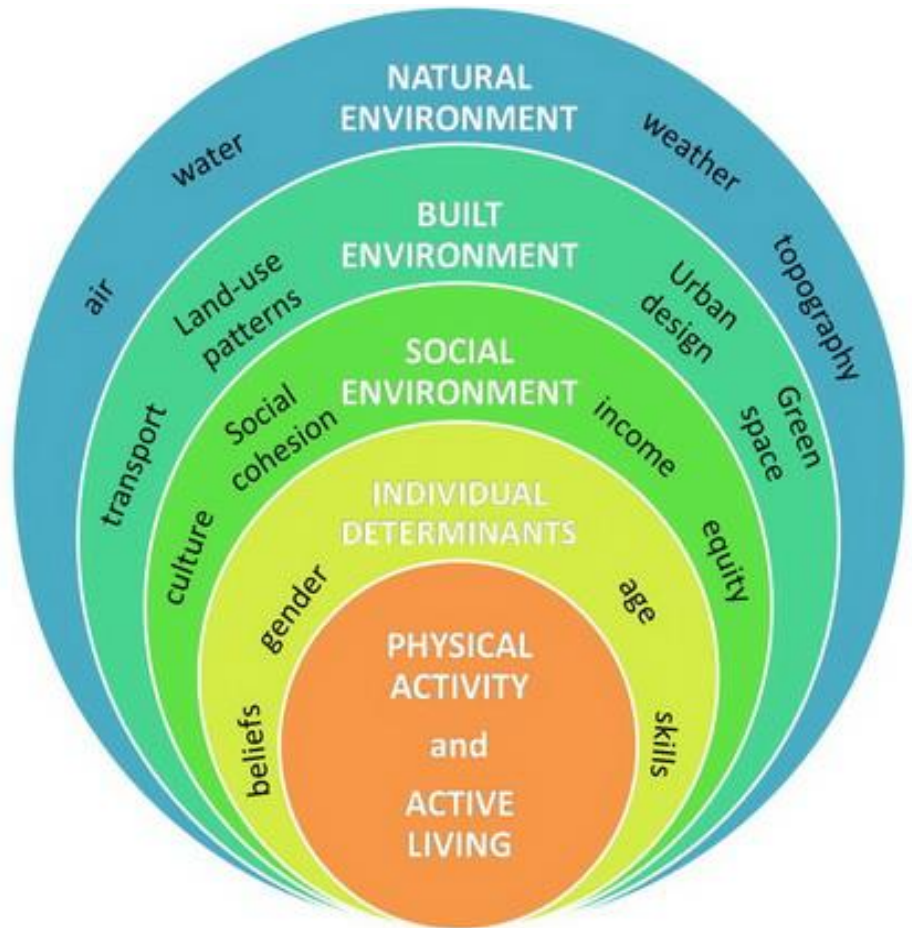 NATURAL
ENVIRONMENT
water
weather
air
topography
BUILT
ENVIRONMENT
Land-use
patterns
Urban
design
transport
Green
space
SOCIAL
ENVIRONMENT
Social
cohesion
income
culture
equity
INDIVIDUAL
DETERMINANTS
gender
age
beliefs
skills
PHYSICAL
ACTIVITY
and
ACTIVE
LIVING